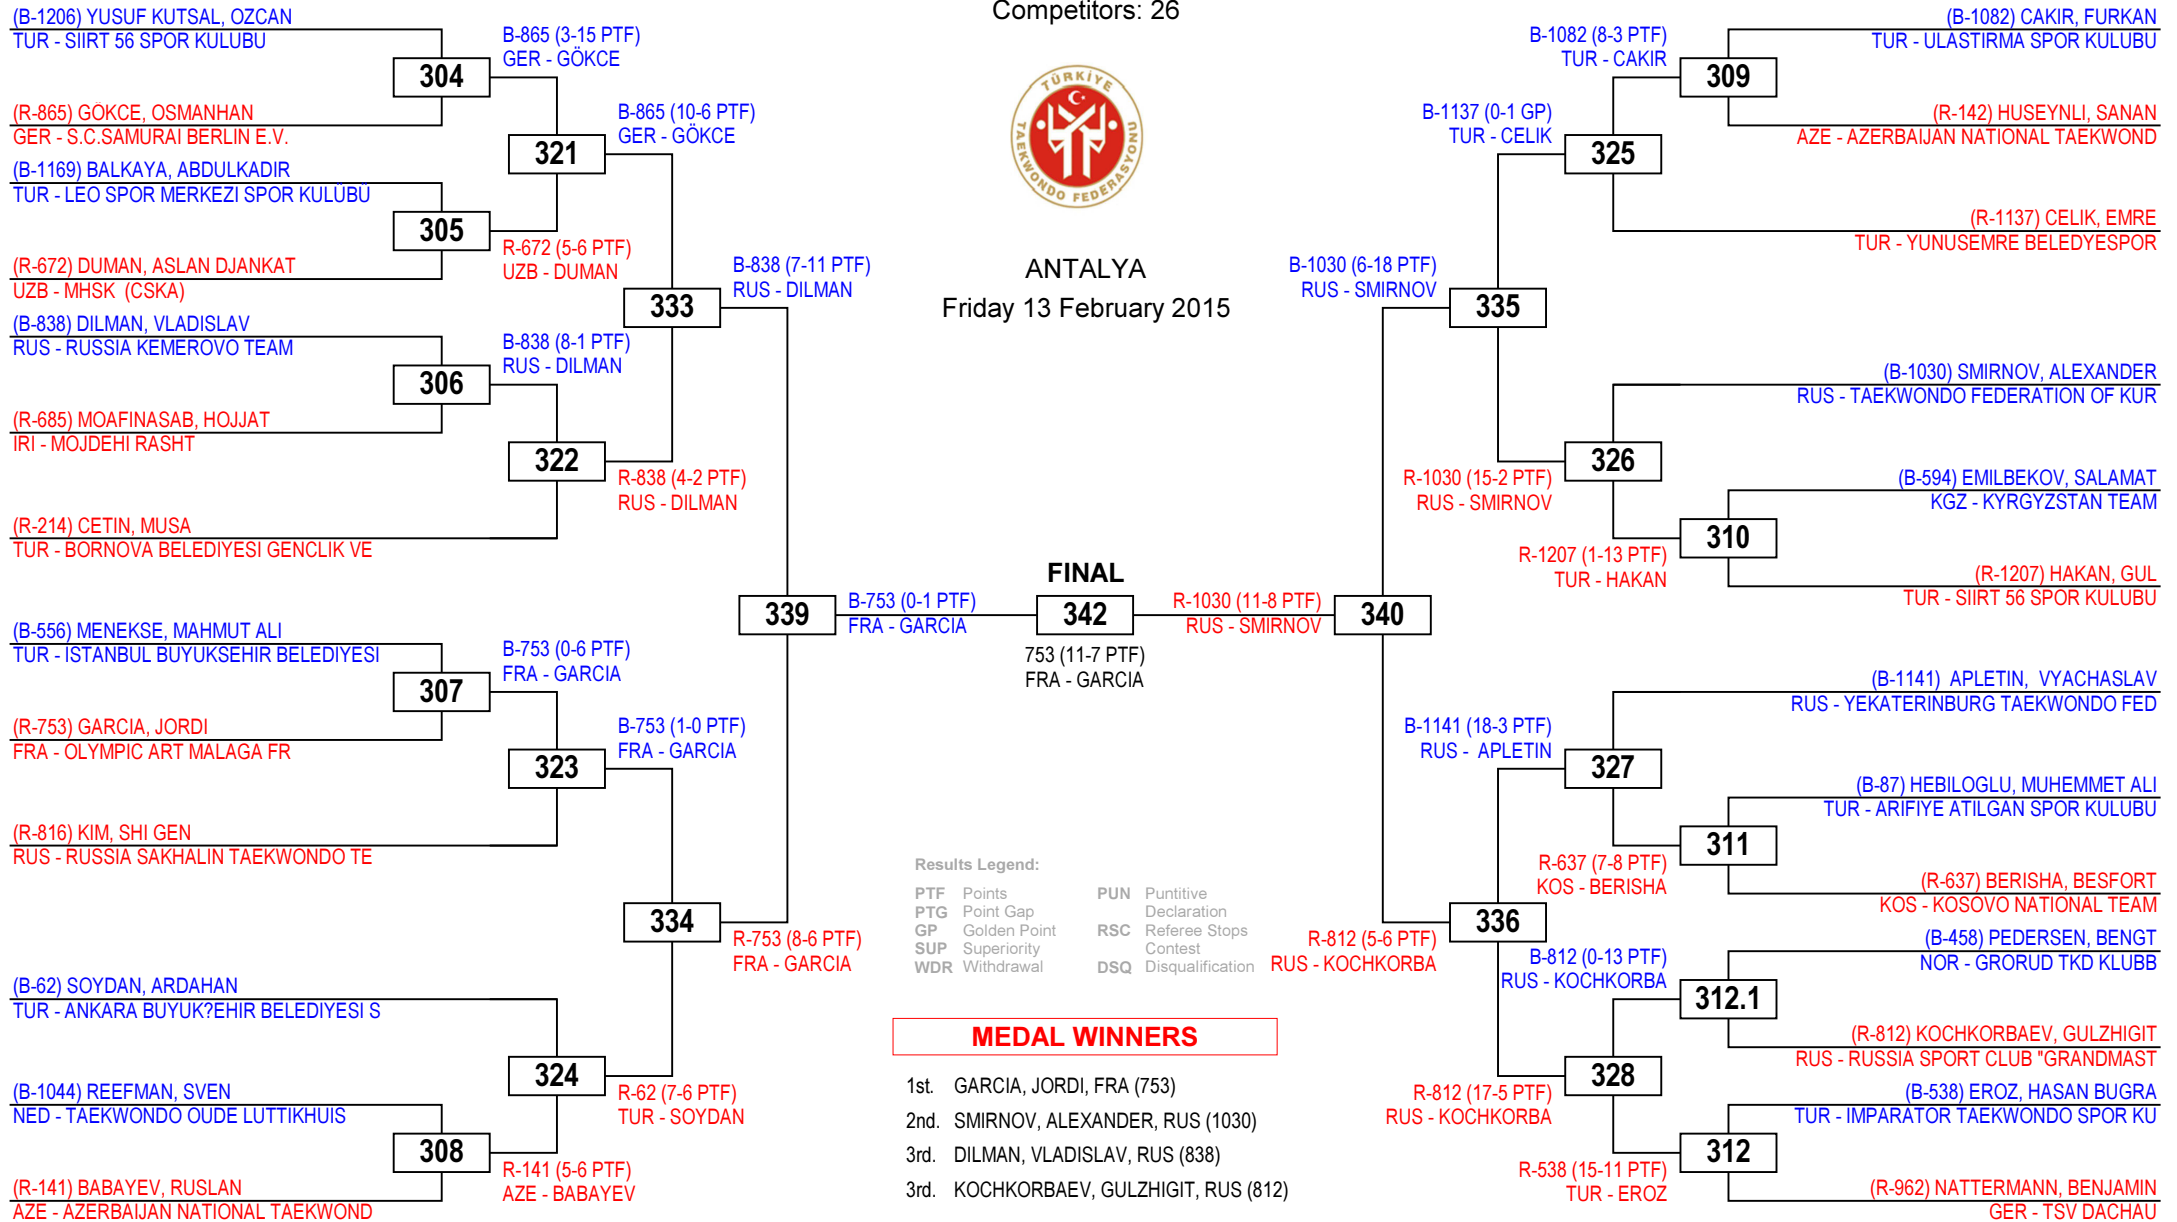 Competitors: 26
(B-1206) YUSUF KUTSAL, OZCAN
TUR - SIIRT 56 SPOR KULUBU
304
(R-865) GÖKCE, OSMANHAN
GER - S.C.SAMURAI BERLIN E.V.
(B-1169) BALKAYA, ABDULKADIR
TUR - LEO SPOR MERKEZI SPOR KULÜBÜ
305
(R-672) DUMAN, ASLAN DJANKAT
UZB - MHSK (CSKA)
(B-838) DILMAN, VLADISLAV
RUS - RUSSIA KEMEROVO TEAM
306
(R-685) MOAFINASAB, HOJJAT
IRI - MOJDEHI RASHT
(R-214) CETIN, MUSA
TUR - BORNOVA BELEDIYESI GENCLIK VE
(B-556) MENEKSE, MAHMUT ALI
TUR - ISTANBUL BUYUKSEHIR BELEDIYESI
307
(R-753) GARCIA, JORDI
FRA - OLYMPIC ART MALAGA FR
(R-816) KIM, SHI GEN
RUS - RUSSIA SAKHALIN TAEKWONDO TE
(B-62) SOYDAN, ARDAHAN
TUR - ANKARA BUYUK?EHIR BELEDIYESI S
(B-1044) REEFMAN, SVEN
NED - TAEKWONDO OUDE LUTTIKHUIS
308
(R-141) BABAYEV, RUSLAN
AZE - AZERBAIJAN NATIONAL TAEKWOND
B-865 (3-15 PTF)
GER - GÖKCE
321
R-672 (5-6 PTF)
UZB - DUMAN
B-838 (8-1 PTF)
RUS - DILMAN
322
B-753 (0-6 PTF)
FRA - GARCIA
323
324
R-141 (5-6 PTF)
AZE - BABAYEV
B-865 (10-6 PTF)
GER - GÖKCE
333
R-838 (4-2 PTF)
RUS - DILMAN
B-753 (1-0 PTF)
FRA - GARCIA
334
R-62 (7-6 PTF)
TUR - SOYDAN
B-838 (7-11 PTF)
RUS - DILMAN
339
R-753 (8-6 PTF)
FRA - GARCIA
B-753 (0-1 PTF)
FRA - GARCIA
TÜRKİYE
TAEKWONDO FEDERASYONU
ANTALYA
Friday 13 February 2015
FINAL
342
753 (11-7 PTF)
FRA - GARCIA
R-1030 (11-8 PTF)
RUS - SMIRNOV
340
B-1030 (6-18 PTF)
RUS - SMIRNOV
335
R-812 (5-6 PTF)
RUS - KOCHKORBA
336
B-1137 (0-1 GP)
TUR - CELIK
325
R-1030 (15-2 PTF)
RUS - SMIRNOV
326
B-1141 (18-3 PTF)
RUS - APLETIN
327
R-812 (17-5 PTF)
RUS - KOCHKORBA
328
B-1082 (8-3 PTF)
TUR - CAKIR
309
R-1207 (1-13 PTF)
TUR - HAKAN
310
R-637 (7-8 PTF)
KOS - BERISHA
311
B-812 (0-13 PTF)
RUS - KOCHKORBA
312.1
R-538 (15-11 PTF)
TUR - EROZ
312
(B-1082) CAKIR, FURKAN
TUR - ULASTIRMA SPOR KULUBU
(R-142) HUSEYNLI, SANAN
AZE - AZERBAIJAN NATIONAL TAEKWOND
(R-1137) CELIK, EMRE
TUR - YUNUSEMRE BELEDYESPOR
(B-1030) SMIRNOV, ALEXANDER
RUS - TAEKWONDO FEDERATION OF KUR
(B-594) EMILBEKOV, SALAMAT
KGZ - KYRGYZSTAN TEAM
(R-1207) HAKAN, GUL
TUR - SIIRT 56 SPOR KULUBU
(B-1141) APLETIN, VYACHASLAV
RUS - YEKATERINBURG TAEKWONDO FED
(B-87) HEBILOGLU, MUHEMMET ALI
TUR - ARIFIYE ATILGAN SPOR KULUBU
(R-637) BERISHA, BESFORT
KOS - KOSOVO NATIONAL TEAM
(B-458) PEDERSEN, BENGT
NOR - GRORUD TKD KLUBB
(R-812) KOCHKORBAEV, GULZHIGIT
RUS - RUSSIA SPORT CLUB "GRANDMAST
(B-538) EROZ, HASAN BUGRA
TUR - IMPARATOR TAEKWONDO SPOR KU
(R-962) NATTERMANN, BENJAMIN
GER - TSV DACHAU
Results Legend:
PTF Points
PTG Point Gap
GP Golden Point
SUP Superiority
WDR Withdrawal
PUN Puntitive
Declaration
RSC Referee Stops
Contest
DSQ Disqualification
MEDAL WINNERS
1st. GARCIA, JORDI, FRA (753)
2nd. SMIRNOV, ALEXANDER, RUS (1030)
3rd. DILMAN, VLADISLAV, RUS (838)
3rd. KOCHKORBAEV, GULZHIGIT, RUS (812)